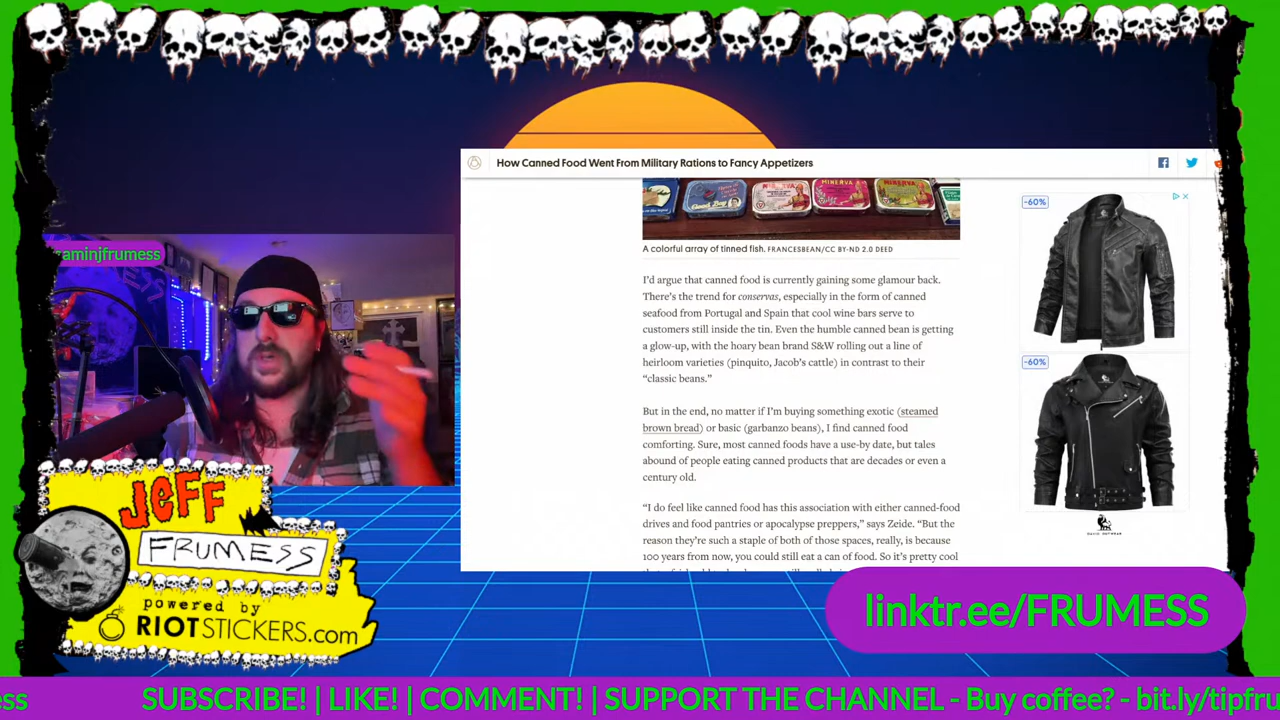 How Canned Food Went From Military Rations to Fancy Appetizers
MINERVA
MINERVA
MINERVA
A colorful array of tinned fish. FRANCESBEAN/CC BY-ND 2.0 DEED
I'd argue that canned food is currently gaining some glamour back.
There's the trend for conservas, especially in the form of canned
seafood from Portugal and Spain that cool wine bars serve to
customers still inside the tin. Even the humble canned bean is getting
a glow-up, with the hoary bean brand S&W rolling out a line of
heirloom varieties (pinquito, Jacob's cattle) in contrast to their
“classic beans.”
But in the end, no matter if I'm buying something exotic (steamed
brown bread) or basic (garbanzo beans), I find canned food
comforting. Sure, most canned foods have a use-by date, but tales
abound of people eating canned products that are decades or even a
century old.
“I do feel like canned food has this association with either canned-food
drives and food pantries or apocalypse preppers,” says Zeide. “But the
reason they're such a staple of both of those spaces, really, is because
100 years from now, you could still eat a can of food. So it's pretty cool
-60%
-60%
saminjfrumess
JEFF
FRUMESS
powered by
RIOTSTICKERS.com
linktr.ee/FRUMESS
ess SUBSCRIBE! | LIKE! | COMMENT! | SUPPORT THE CHANNEL - Buy coffee? - bit.ly/tipfru